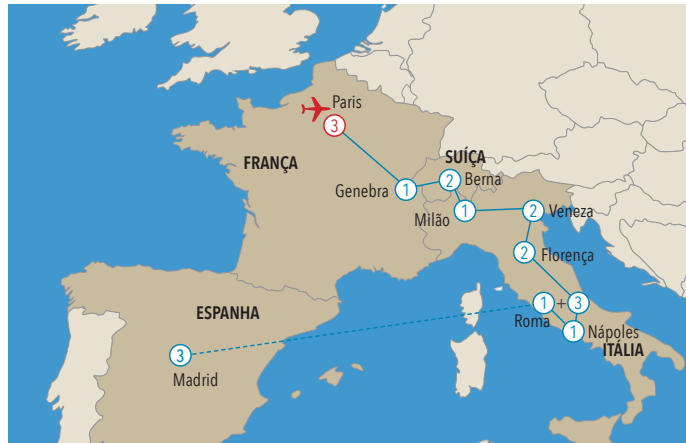 Paris
3
FRANÇA
SUÍÇA
2
Berna
Genebra
1
Milão
1
2
Veneza
2
Florença
ESPANHA
1 + 3
Roma
1
Nápoles
ITÁLIA
3
Madrid